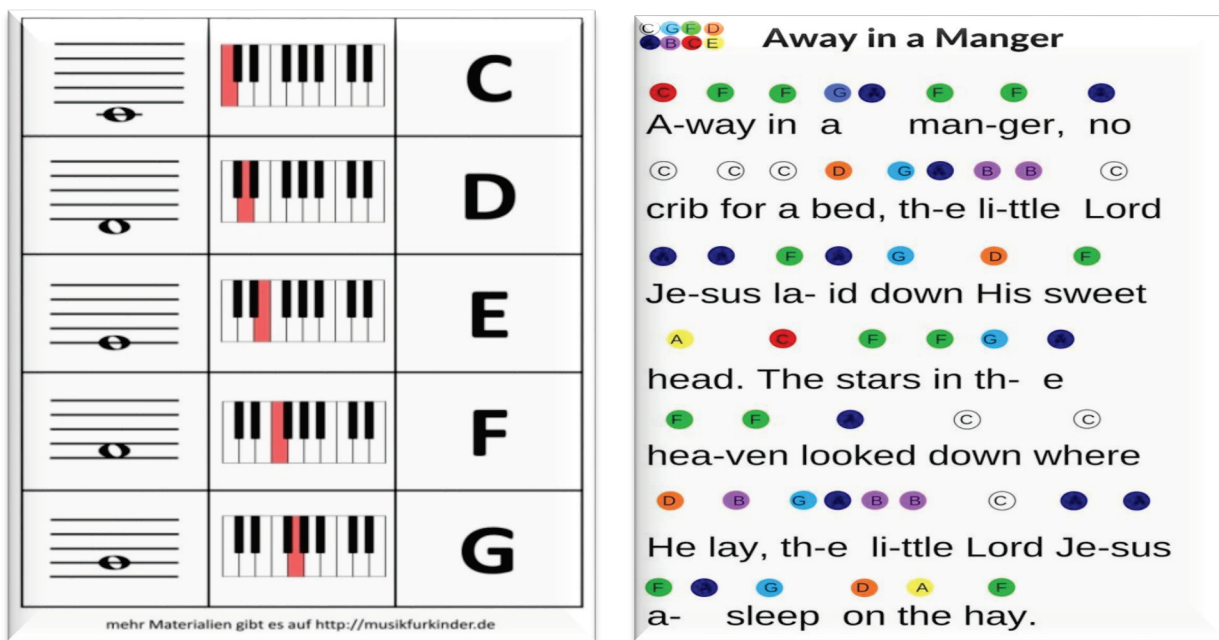 C
D
E
F
G
mehr Materialien gibt es auf http://musikfurkinder.de
C G F D
A B C E
Away in a Manger
C F F G A F F A
A-way in a man-ger, no
C C C D G A B B C
crib for a bed, th-e li-ttle Lord
A A F A G D F
Je-sus la- id down His sweet
A C F F G A
head. The stars in th- e
F F A C C
hea-ven looked down where
D B G A B B C A A
He lay, th-e li-ttle Lord Je-sus
F A G D A F
a- sleep on the hay.